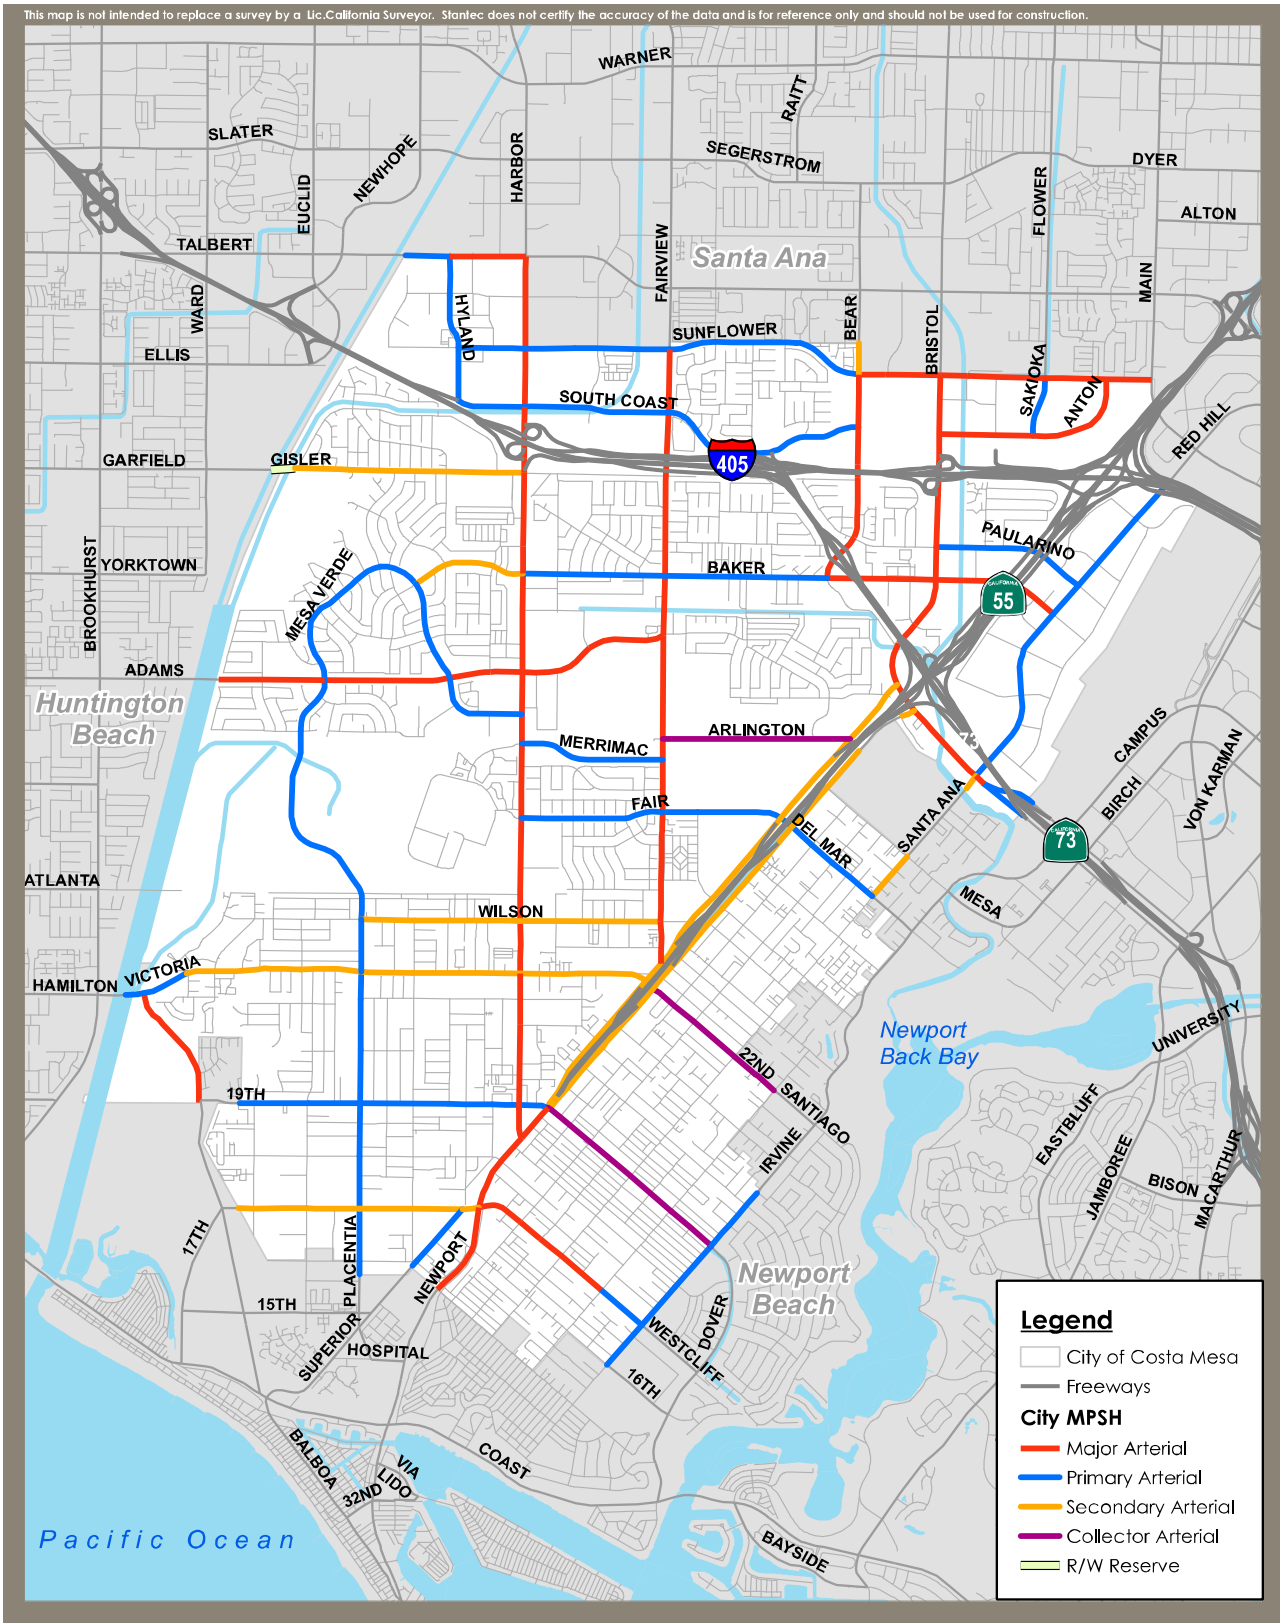 This map is not intended to replace a survey by a Lic.California Surveyor. Stantec does not certify the accuracy of the data and is for reference only and should not be used for construction.
WARNER
RAITT
SLATER
NEWHOPE
HARBOR
SEGERSTROM
DYER
EUCLID
FLOWER
ALTON
TALBERT
FAIRVIEW
Santa Ana
MAIN
WARD
HYLAND
BEAR
BRISTOL
SUNFLOWER
ELLIS
SAKIOKA
ANTON
SOUTH COAST
RED HILL
GARFIELD
GISLER
405
BROOKHURST
YORKTOWN
MESA VERDE
PAULARINO
BAKER
CALIFORNIA
55
ADAMS
Huntington
Beach
ARLINGTON
MERRIMAC
73
CAMPUS
BIRCH
VON KARMAN
FAIR
DEL MAR
SANTA ANA
CALIFORNIA
73
ATLANTA
MESA
WILSON
HAMILTON
VICTORIA
Newport
Back Bay
UNIVERSITY
22ND
SANTIAGO
19TH
IRVINE
EASTBLUFF
JAMBOREE
BISON
MACARTHUR
17TH
PLACENTIA
NEWPORT
Newport
Beach
15TH
SUPERIOR
HOSPITAL
DOVER
WESTCLIFF
16TH
BALBOA
VIA
LIDO
32ND
COAST
BAYSIDE
Pacific Ocean
Legend
City of Costa Mesa
Freeways
City MPSH
Major Arterial
Primary Arterial
Secondary Arterial
Collector Arterial
R/W Reserve